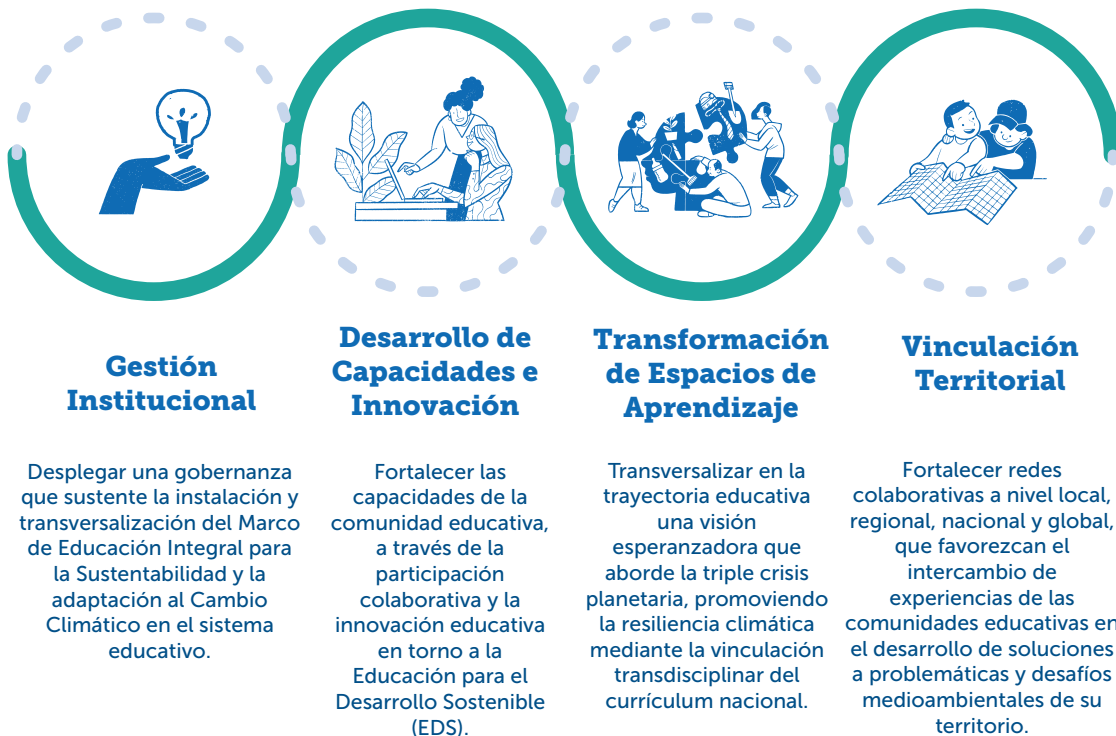 Gestión
Institucional
Desplegar una gobernanza
que sustente la instalación y
transversalización del Marco
de Educación Integral para
la Sustentabilidad y la
adaptación al Cambio
Climático en el sistema
educativo.
Desarrollo de
Capacidades e
Innovación
Fortalecer las
capacidades de la
comunidad educativa,
a través de la
participación
colaborativa y la
innovación educativa
en torno a la
Educación para el
Desarrollo Sostenible
(EDS).
Transformación
de Espacios de
Aprendizaje
Transversalizar en la
trayectoria educativa
una visión
esperanzadora que
aborde la triple crisis
planetaria, promoviendo
la resiliencia climática
mediante la vinculación
transdisciplinar del
currículum nacional.
Vinculación
Territorial
Fortalecer redes
colaborativas a nivel local,
regional, nacional y global,
que favorezcan el
intercambio de
experiencias de las
comunidades educativas en
el desarrollo de soluciones
a problemáticas y desafíos
medioambientales de su
territorio.